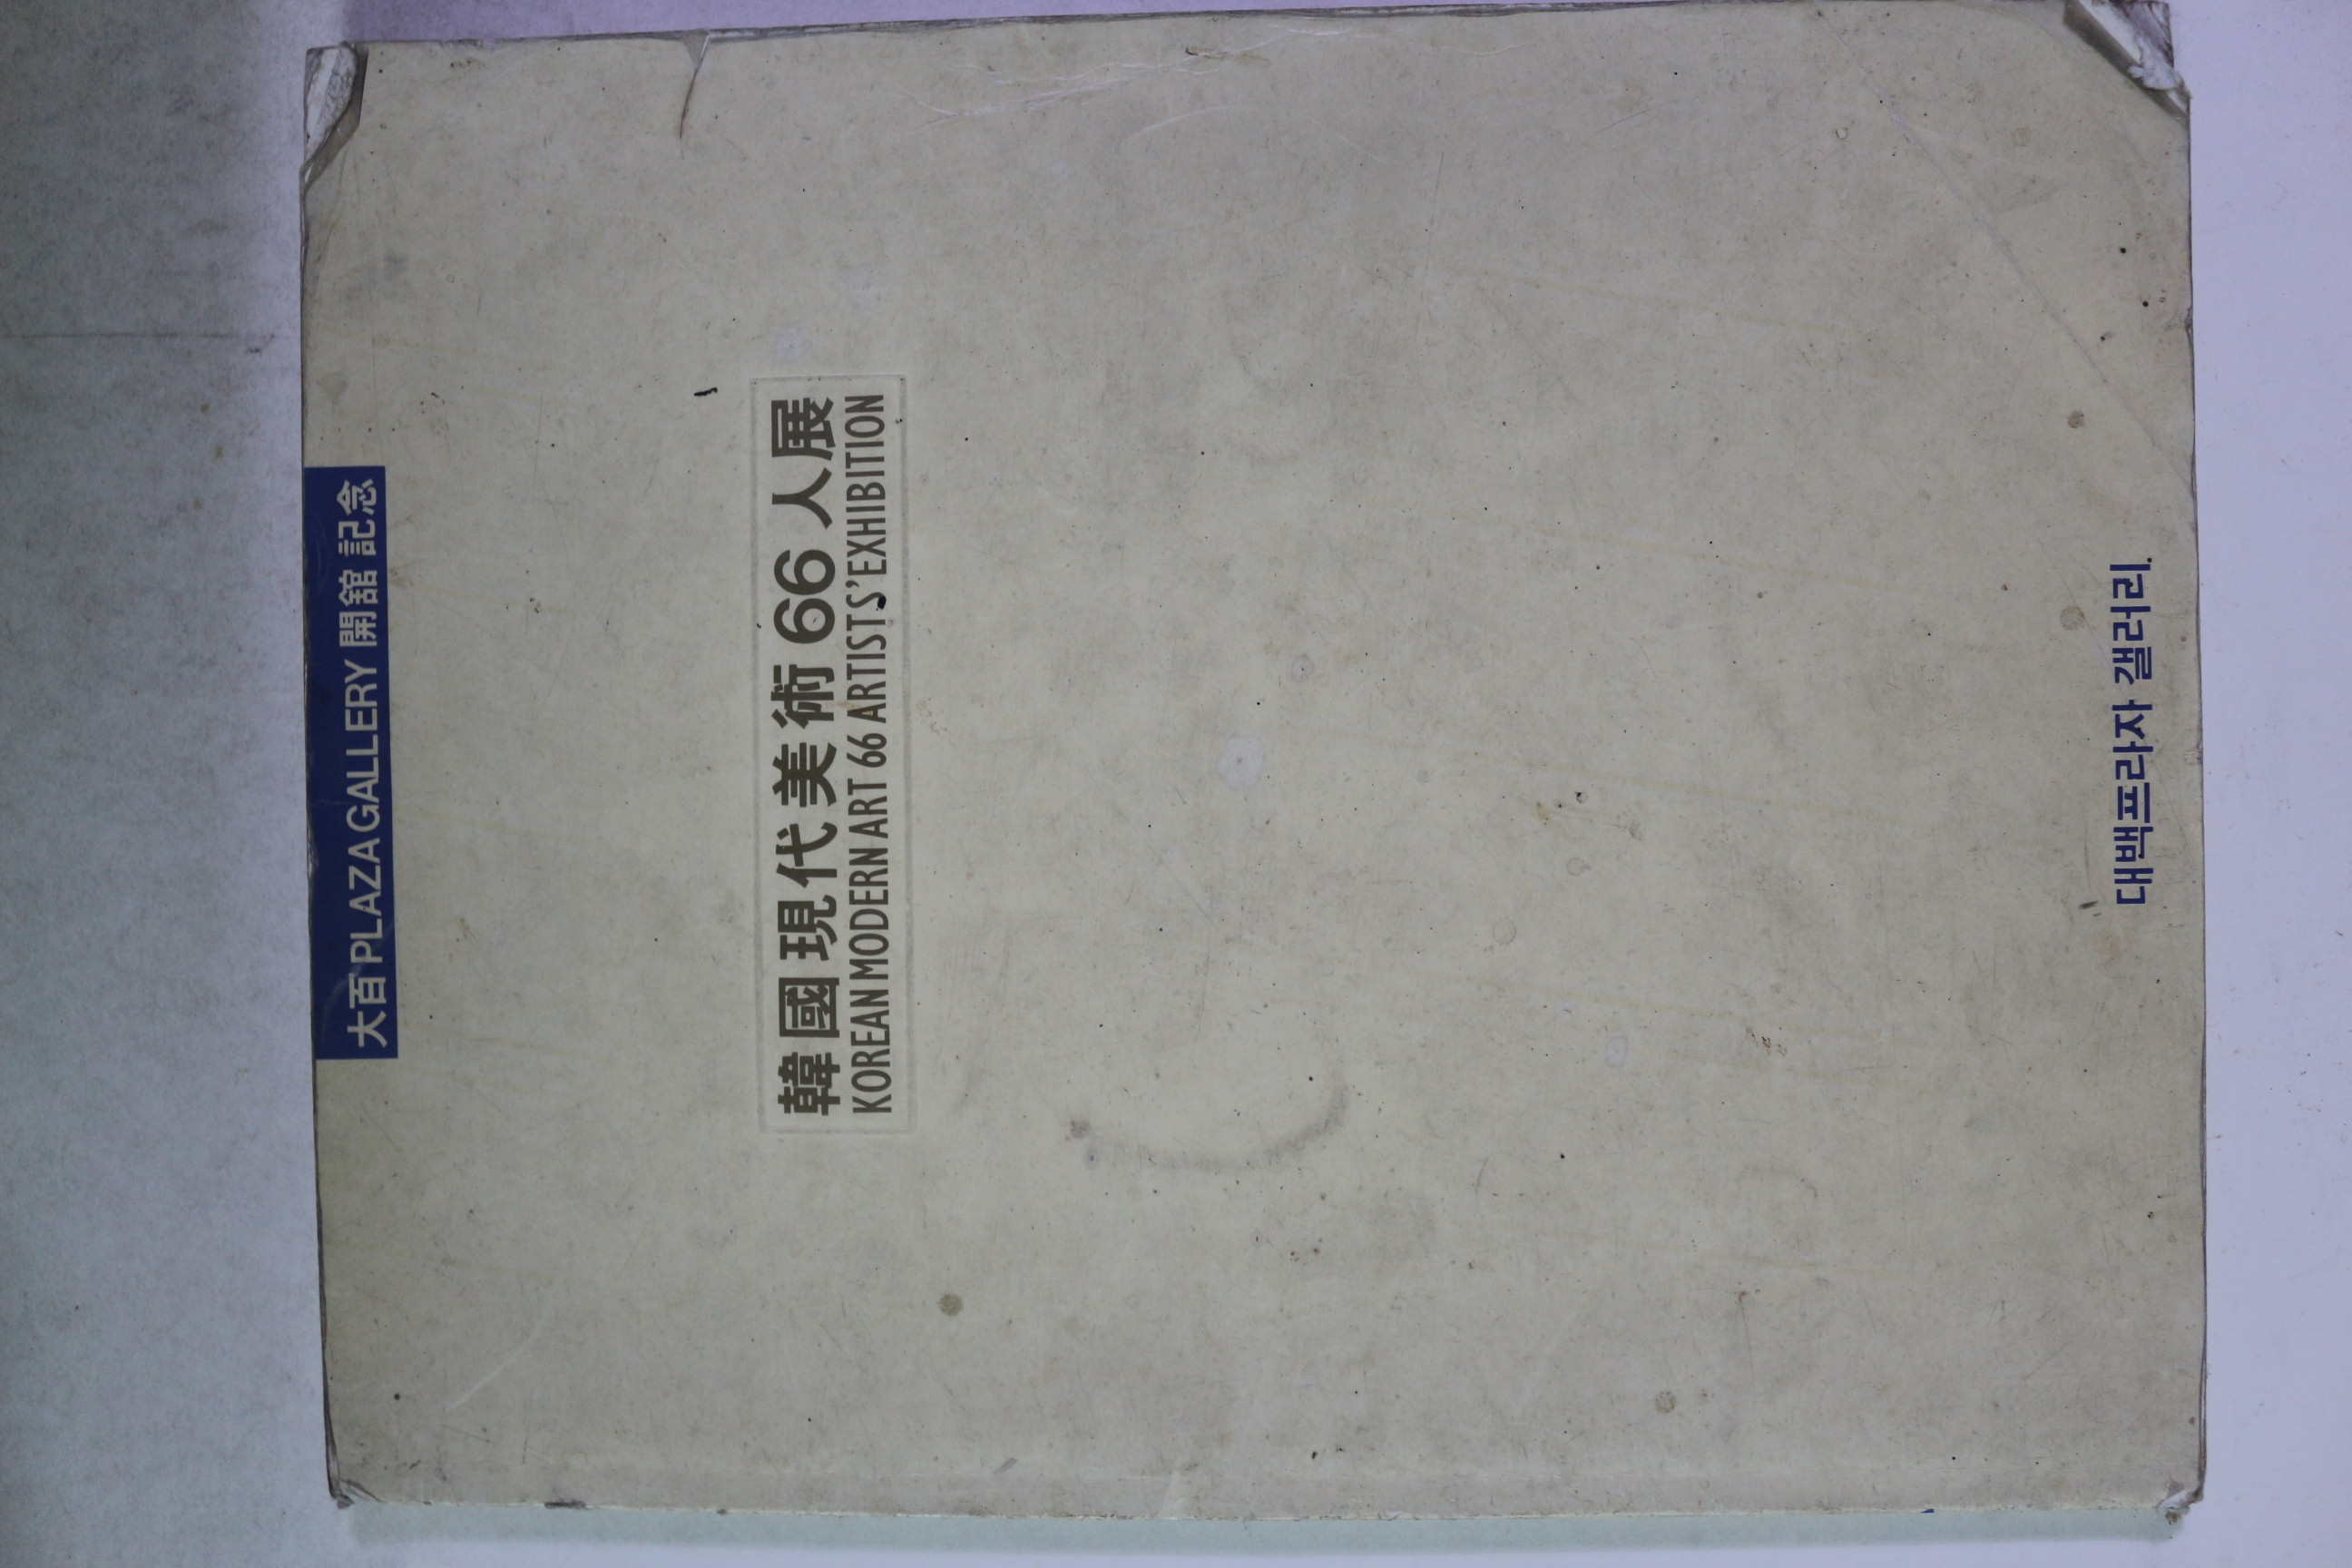 大百 PLAZA GALLERY 開舘 記念
韓國 現代 美術 66 人展
KOREAN MODERN ART 66 ARTISTS' EXHIBITION
대백프라자 갤러리.